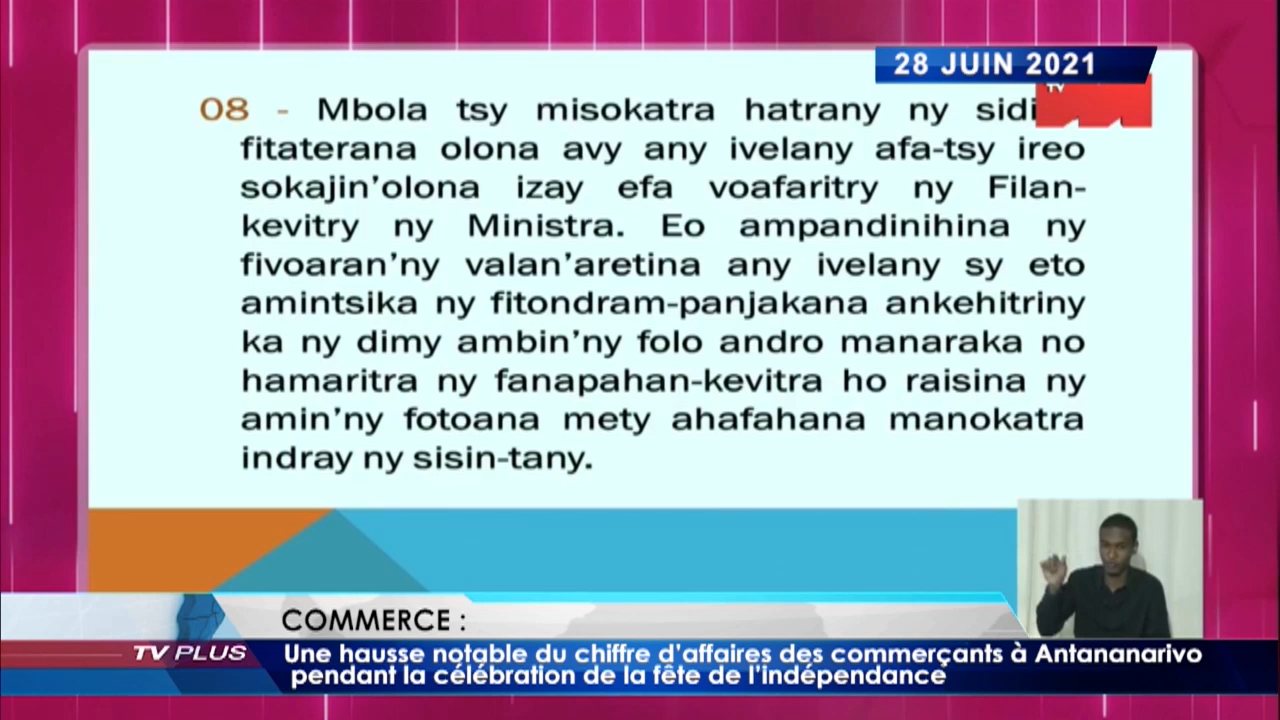 28 JUIN 2021
TV
08 - Mbola tsy misokatra hatrany ny
fitaterana olona avy any ivelany afa-tsy ireo
sokajin'olona izay efa voafaritry ny Filan-
kevitry ny Ministra. Eo ampandinihina ny
fivoaran'ny valan'aretina any ivelany sy eto
amintsika ny fitondram-panjakana ankehitriny
ka ny dimy ambin'ny folo andro manaraka no
hamaritra ny fanapahan-kevitra ho raisina ny
amin'ny fotoana mety ahafahana manokatra
indray ny sisin-tany.
COMMERCE :
TV PLUS
Une hausse notable du chiffre d'affaires des commerçants à Antananarivo
pendant la célébration de la fête de l'indépendance